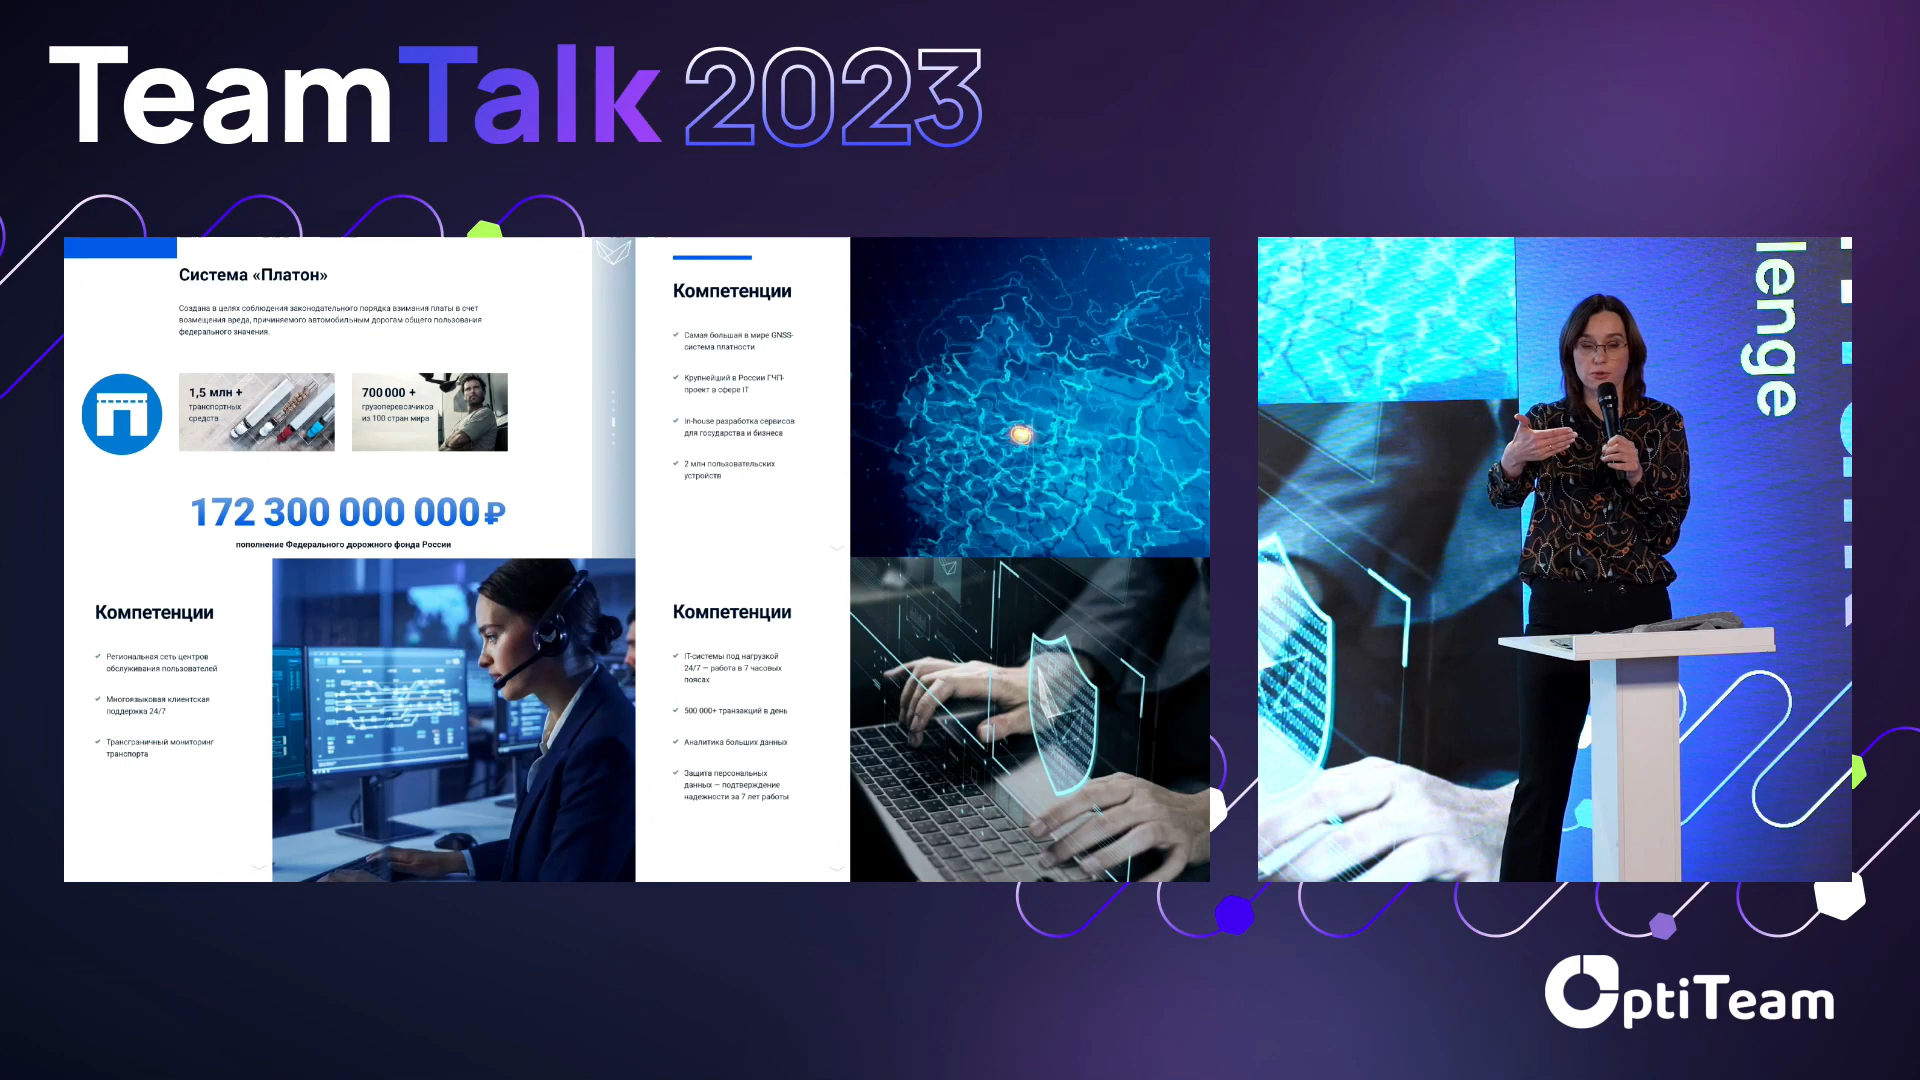 TeamTalk 2023
Система «Платон»
Создана в целях соблюдения законодательного порядка взимания платы в счет
возмещения вреда, причиняемого автомобильным дорогам общего пользования
федерального значения.
1,5 млн +
транспортных
средств
700 000 +
грузоперевозчиков
из 100 стран мира
172 300 000 000 ₽
пополнение Федерального дорожного фонда России
Компетенции
Самая большая в мире GNSS-
система платности
Крупнейший в России ГЧП-
проект в сфере IT
In-house разработка сервисов
для государства и бизнеса
2 млн пользовательских
устройств
Компетенции
Региональная сеть центров
обслуживания пользователей
Многоязыковая клиентская
поддержка 24/7
Трансграничный мониторинг
транспорта
Компетенции
IT-системы под нагрузкой
24/7 — работа в 7 часовых
поясах
500 000+ транзакций в день
Аналитика больших данных
Защита персональных
данных — подтверждение
надежности за 7 лет работы
lenge
OptiTeam